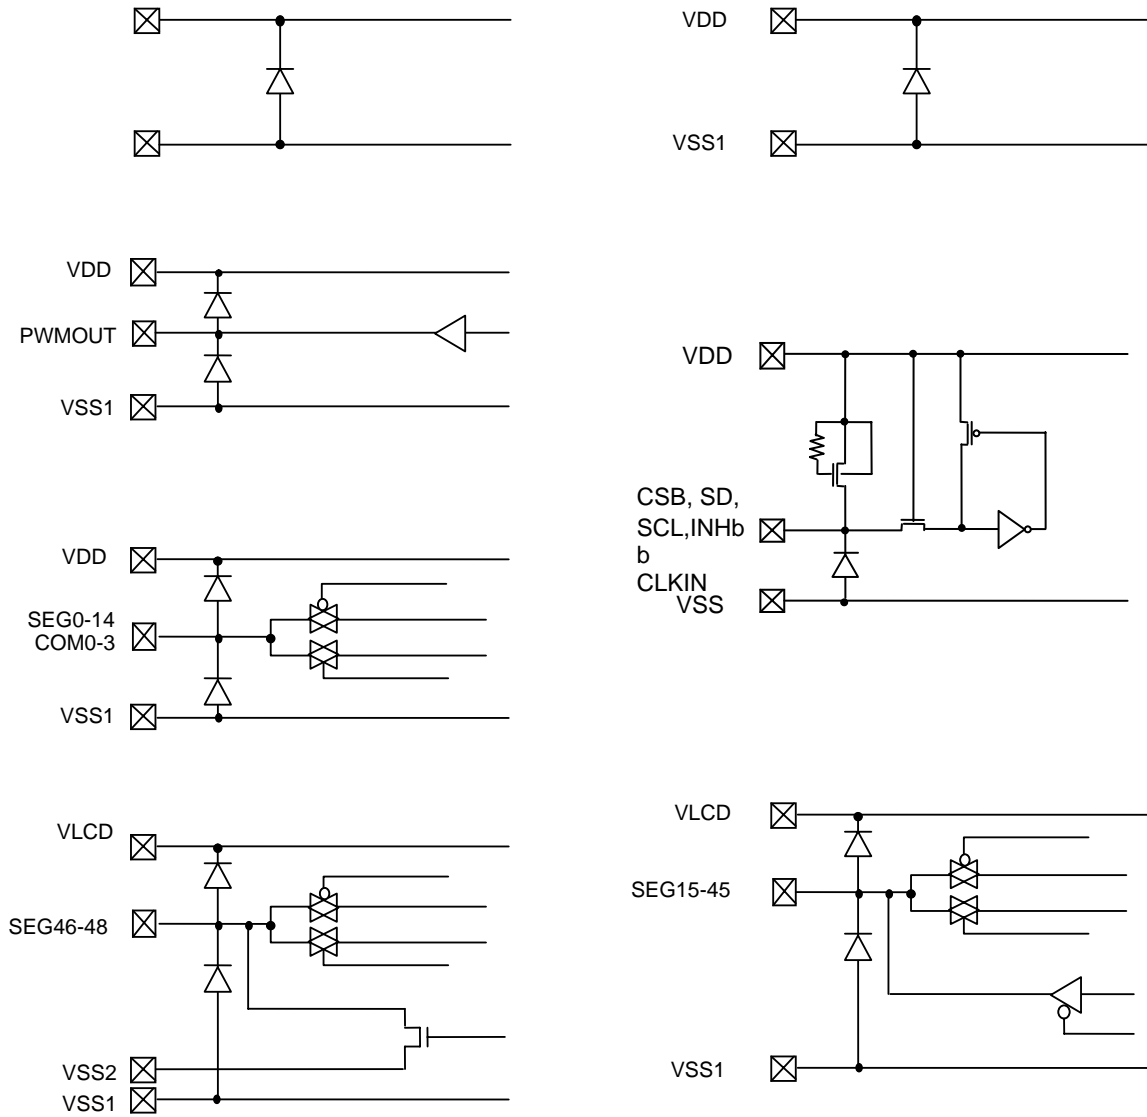 VDD
VSS1
VDD
PWMOUT
VSS1
VDD
CSB, SD,
SCL,INHb
b
CLKIN
VSS
VDD
SEG0-14
COM0-3
VSS1
VLCD
SEG46-48
VSS2
VSS1
VLCD
SEG15-45
VSS1